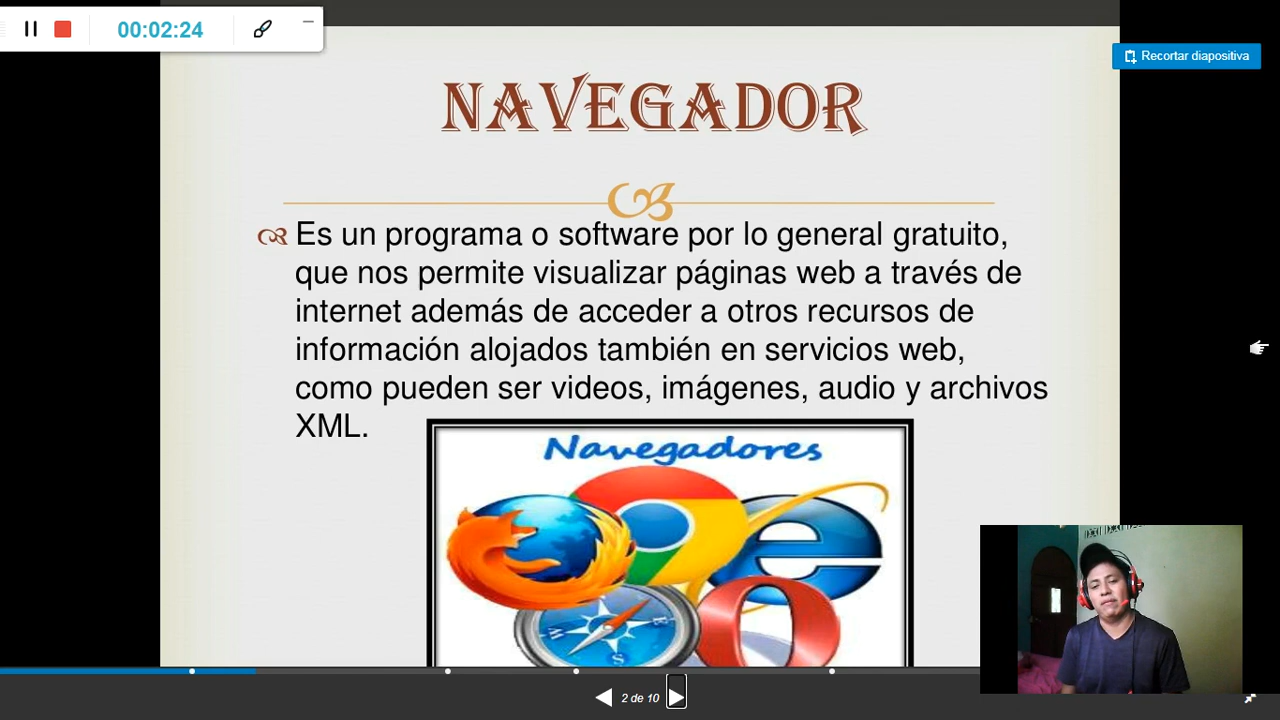 00:02:24
Recortar diapositiva
NAVEGADOR
Es un programa o software por lo general gratuito,
que nos permite visualizar páginas web a través de
internet además de acceder a otros recursos de
información alojados también en servicios web,
como pueden ser videos, imágenes, audio y archivos
XML.
Navegadores
W E
S
2 de 10